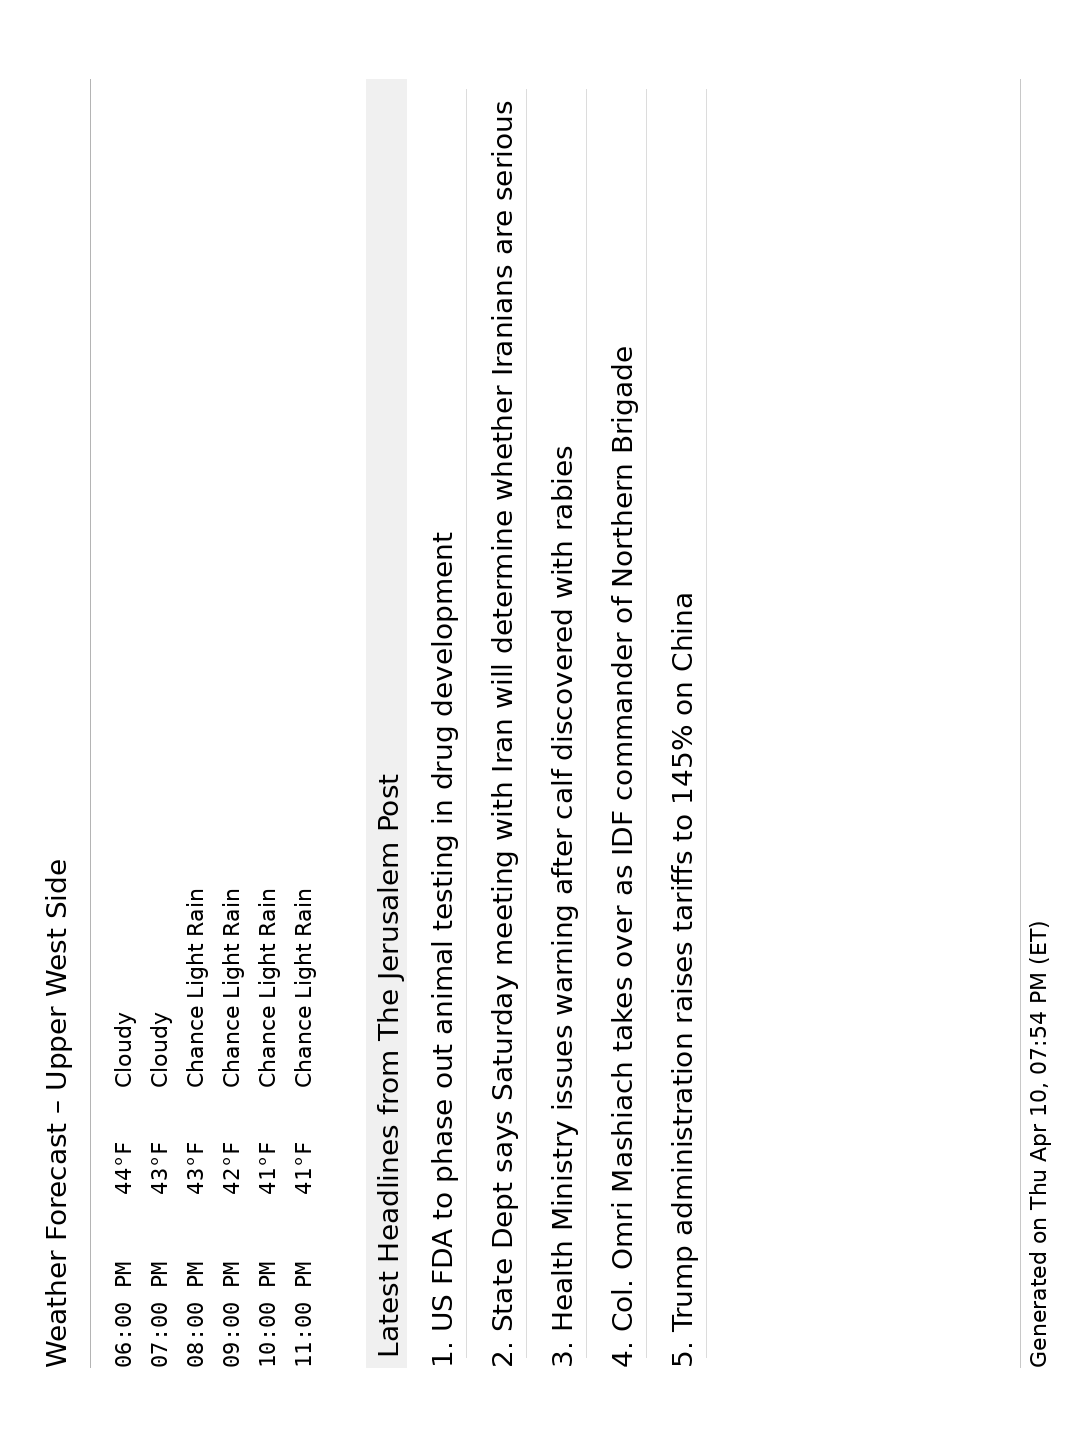 Weather Forecast – Upper West Side
06:00 PM 44°F Cloudy
07:00 PM 43°F Cloudy
08:00 PM 43°F Chance Light Rain
09:00 PM 42°F Chance Light Rain
10:00 PM 41°F Chance Light Rain
11:00 PM 41°F Chance Light Rain
Latest Headlines from The Jerusalem Post
1. US FDA to phase out animal testing in drug development
2. State Dept says Saturday meeting with Iran will determine whether Iranians are serious
3. Health Ministry issues warning after calf discovered with rabies
4. Col. Omri Mashiach takes over as IDF commander of Northern Brigade
5. Trump administration raises tariffs to 145% on China
Generated on Thu Apr 10, 07:54 PM (ET)